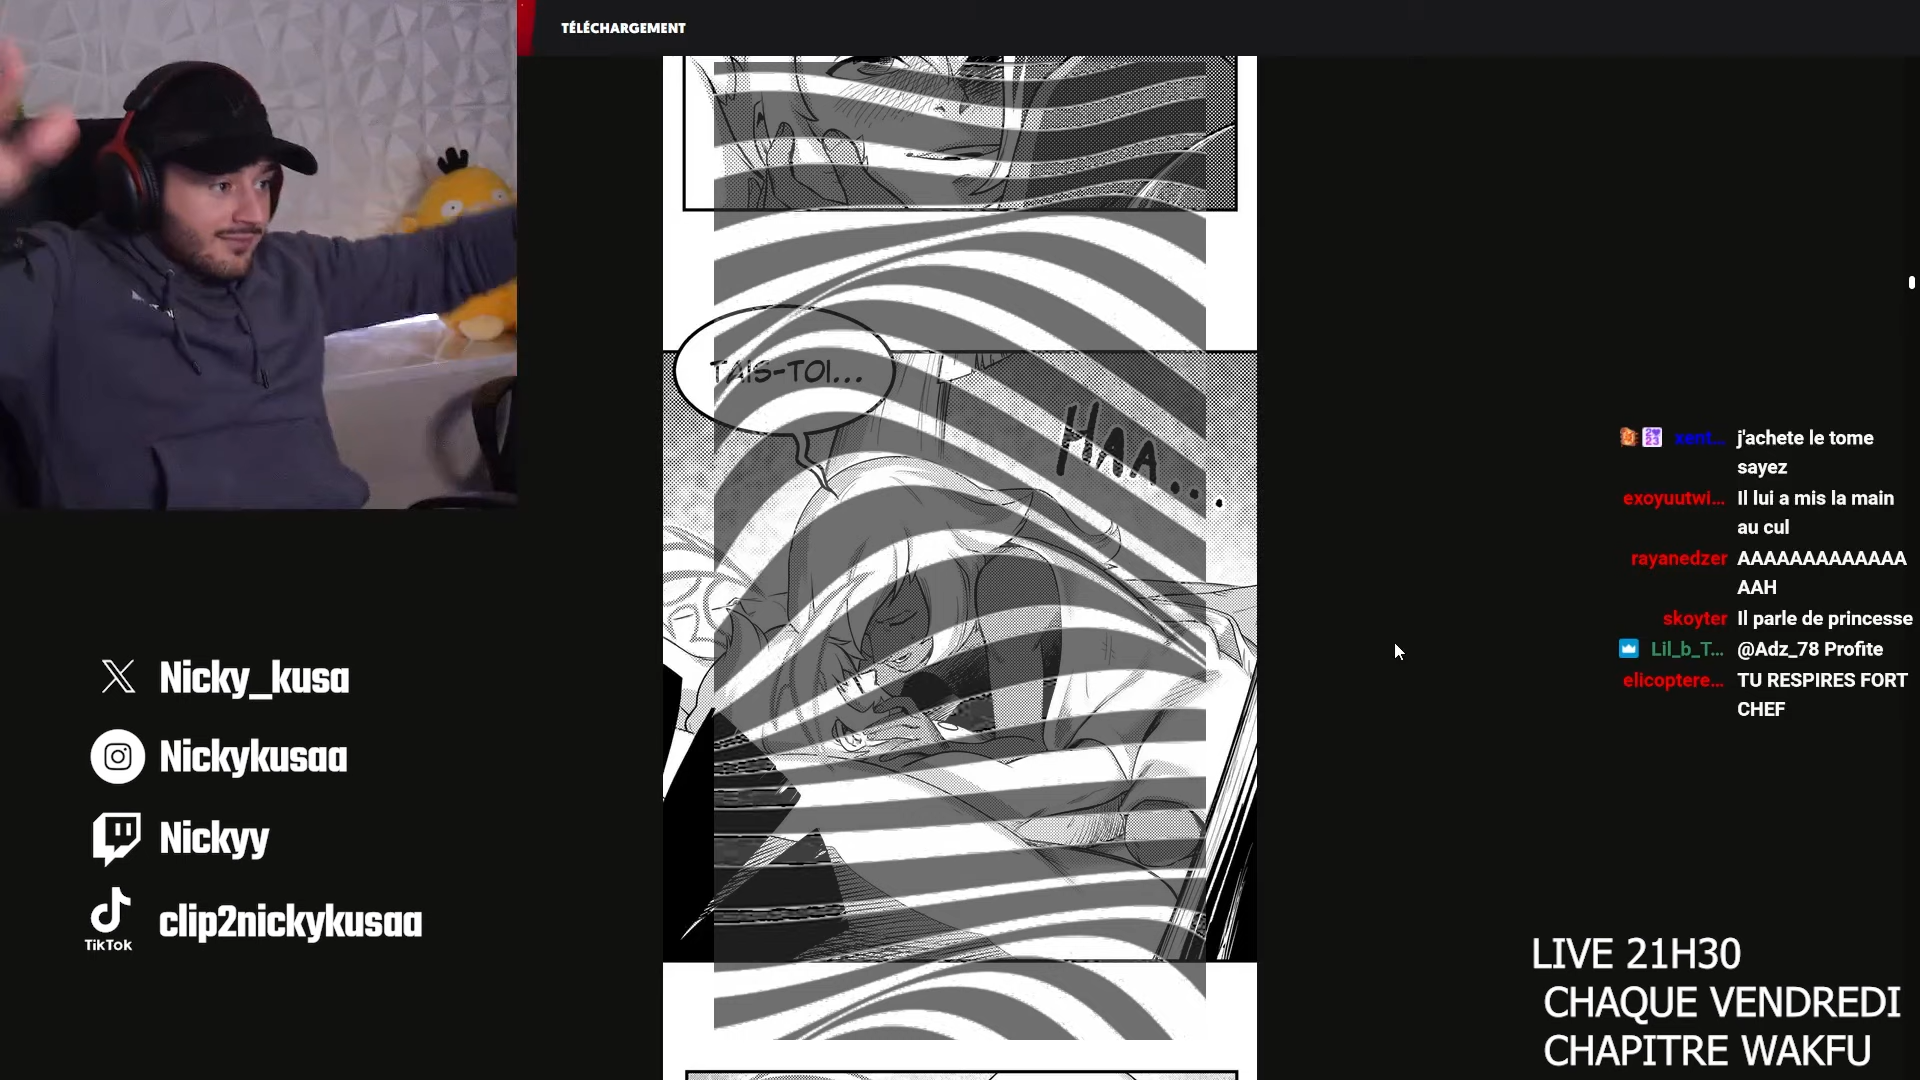 TÉLÉCHARGEMENT
TAIS-TOI...
HAA...
Nicky_kusa
Nickykusaa
Nickyy
TikTok
clip2nickykusaa
xent... j'achete le tome
sayez
exoyuutwi... Il lui a mis la main
au cul
rayanedzer AAAAAAAAAAAAA
AAH
skoyter Il parle de princesse
Lil_b_T... @Adz_78 Profite
elicoptere... TU RESPIRES FORT
CHEF
LIVE 21H30
CHAQUE VENDREDI
CHAPITRE WAKFU